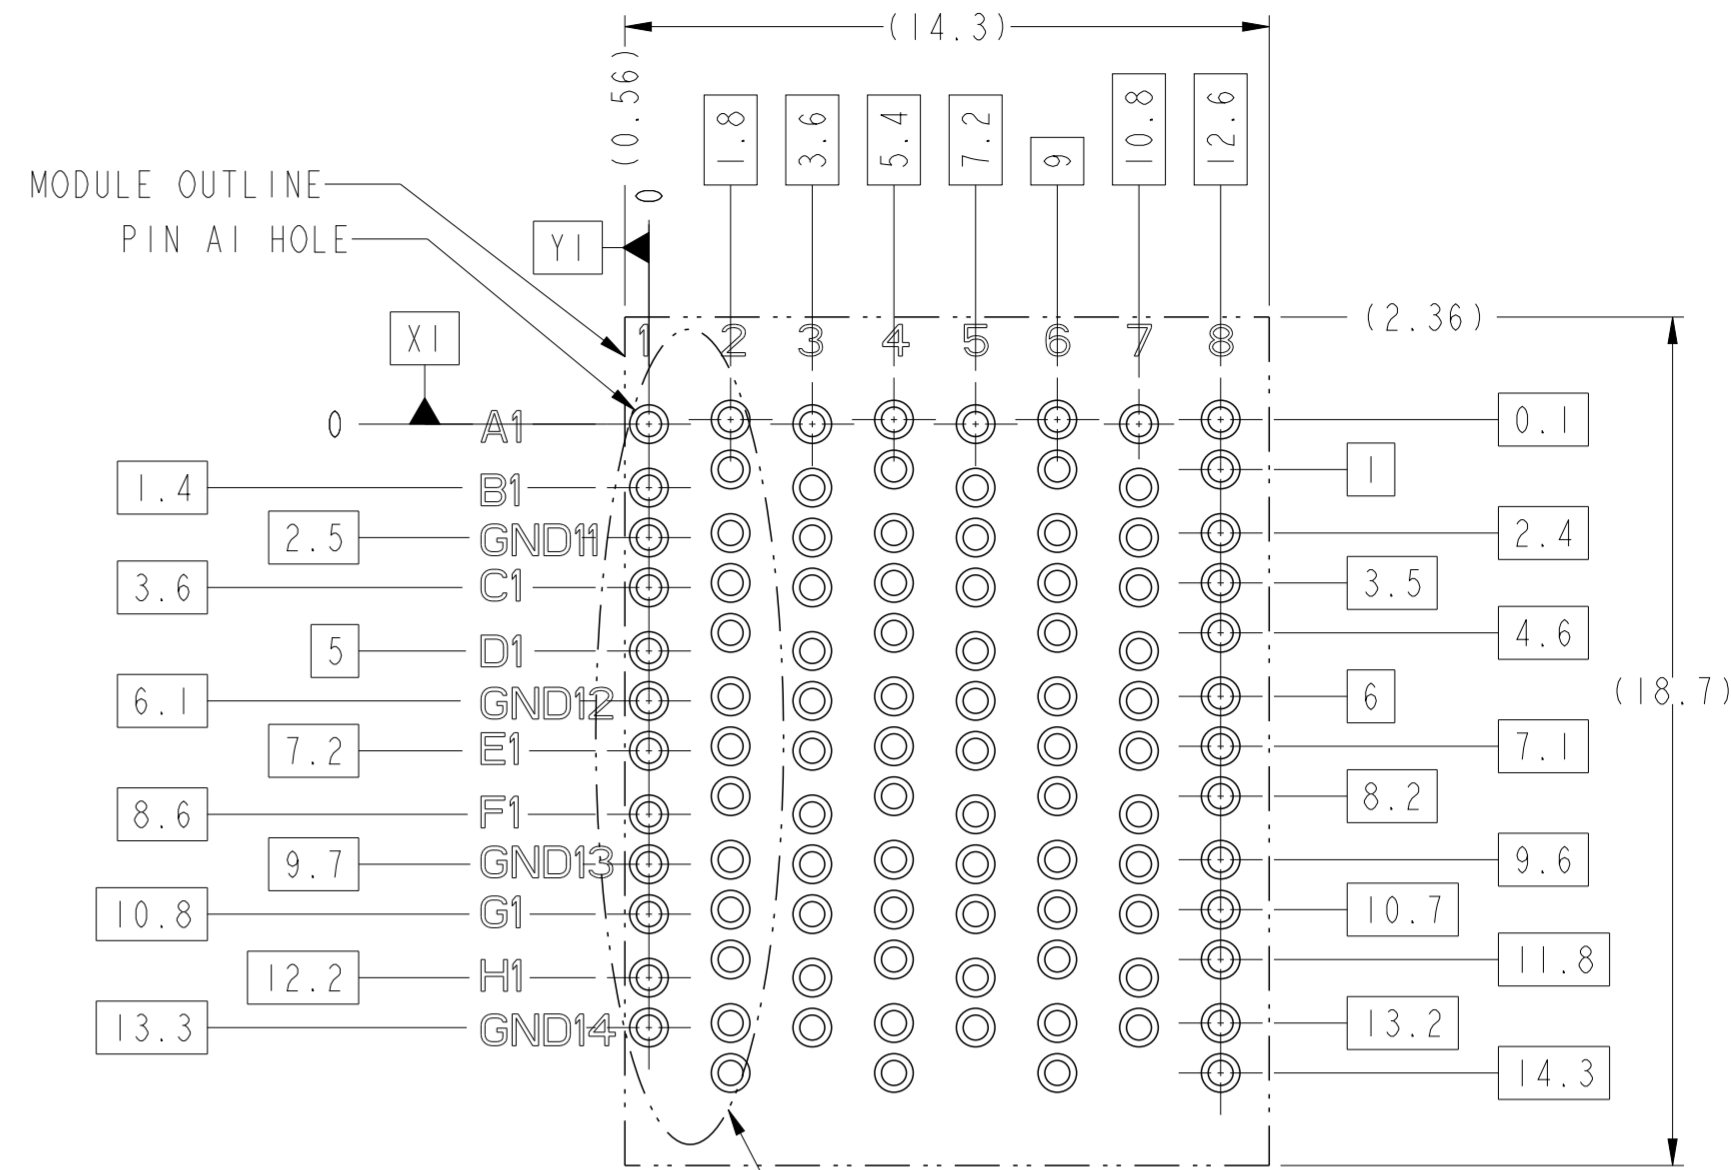 (14.3)
(0.56)
0
1.8
3.6
5.4
7.2
9
10.8
12.6
MODULE OUTLINE
PIN A1 HOLE
Y1
X1
(2.36)
1 2 3 4 5 6 7 8
0 A1
0.1
1
1.4 B1
2.5 GND11
2.4
3.6 C1
3.5
4.6
5 D1
6.1 GND12
6
(18.7)
7.2 E1
7.1
8.2
8.6 F1
9.7 GND13
9.6
10.8 G1
10.7
11.8
12.2 H1
13.3 GND14
13.2
14.3